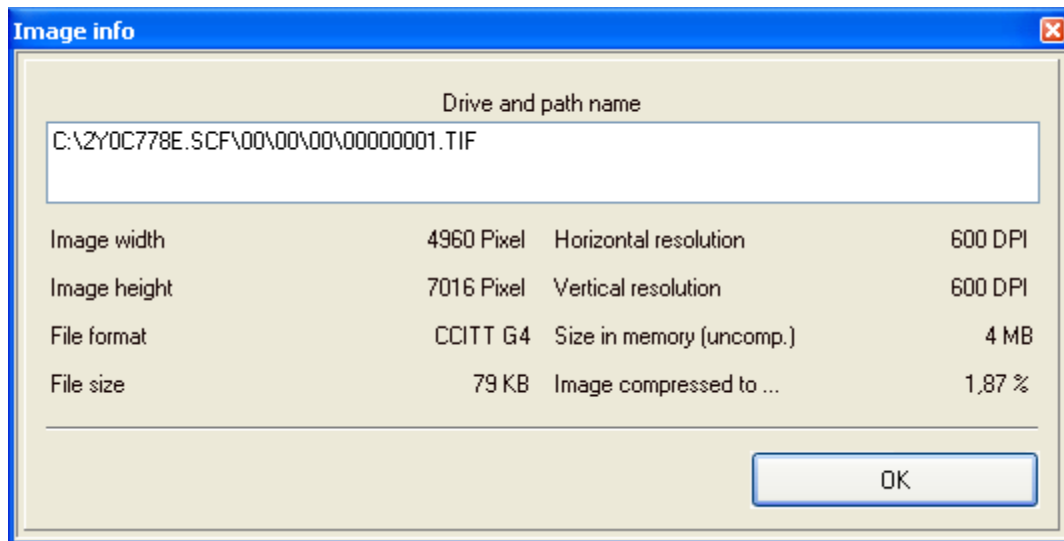 Image info
Drive and path name
C:\2Y0C778E.SCF\00\00\00\00000001.TIF
Image width 4960 Pixel Horizontal resolution 600 DPI
Image height 7016 Pixel Vertical resolution 600 DPI
File format CCITT G4 Size in memory (uncomp.) 4 MB
File size 79 KB Image compressed to ... 1,87 %
OK